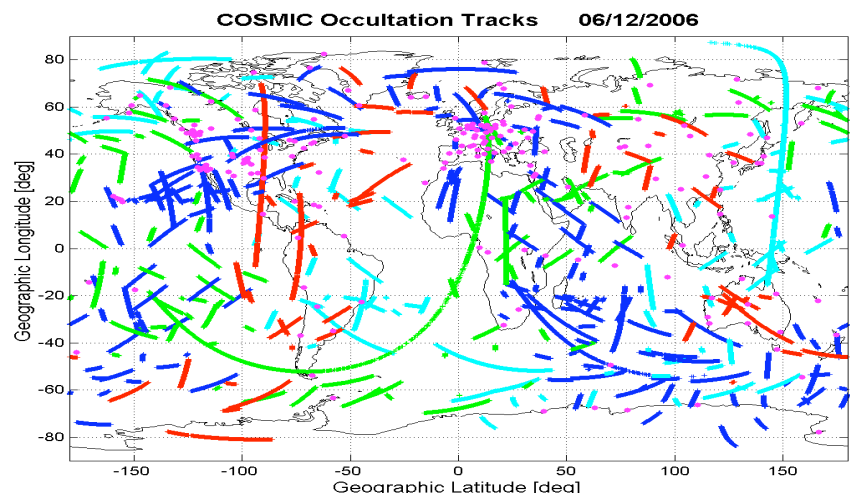 COSMIC Occultation Tracks 06/12/2006
80
60
40
20
0
-20
-40
-60
-80
Geographic Longitude [deg]
-150 -100 -50 0 50 100 150
Geographic Latitude [deg]